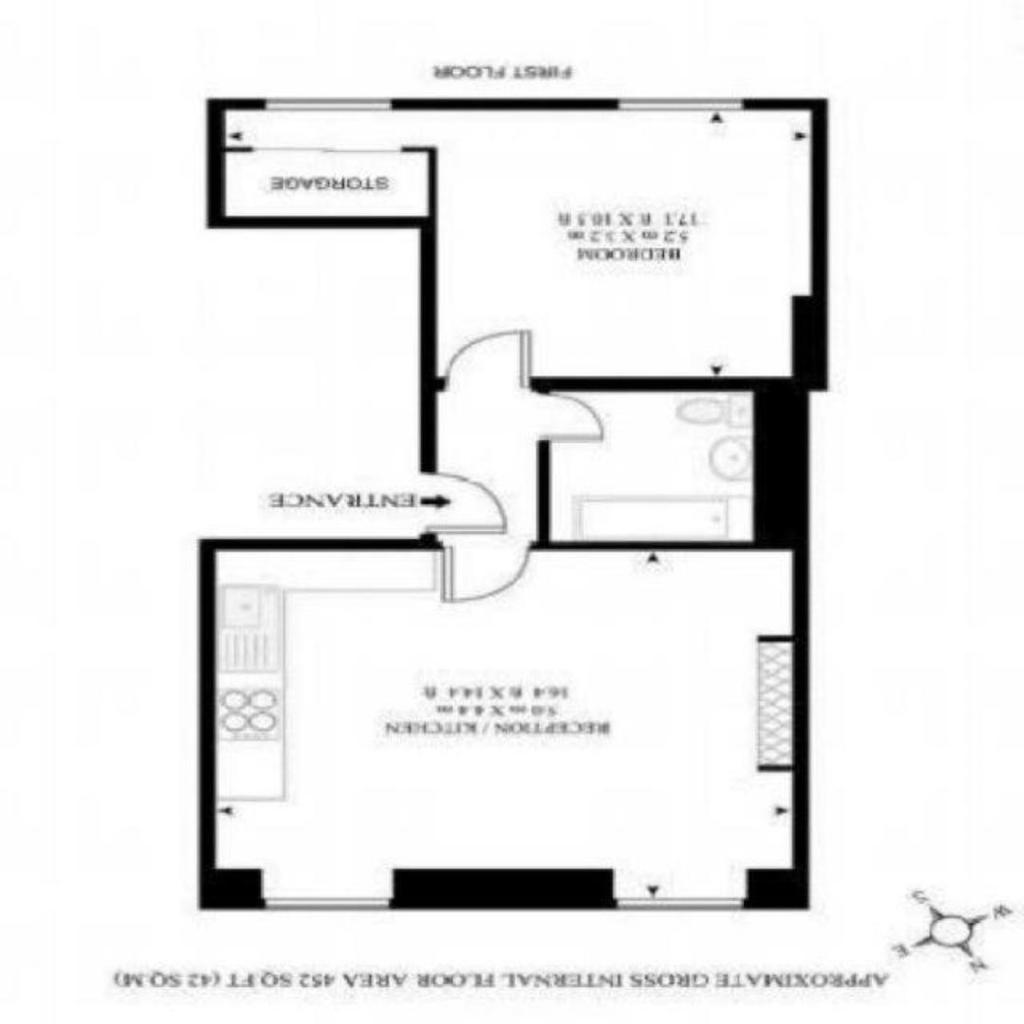 APPROXIMATE GROSS INTERNAL FLOOR AREA 452 SQ.FT (42 SQ.M)
N
E
W
S
RECEPTION / KITCHEN
5.0 m X 4.4 m
16.4 ft X 14.4 ft
ENTRANCE
BEDROOM
5.2 m X 3.2 m
17.1 ft X 10.5 ft
STORGAGE
FIRST FLOOR